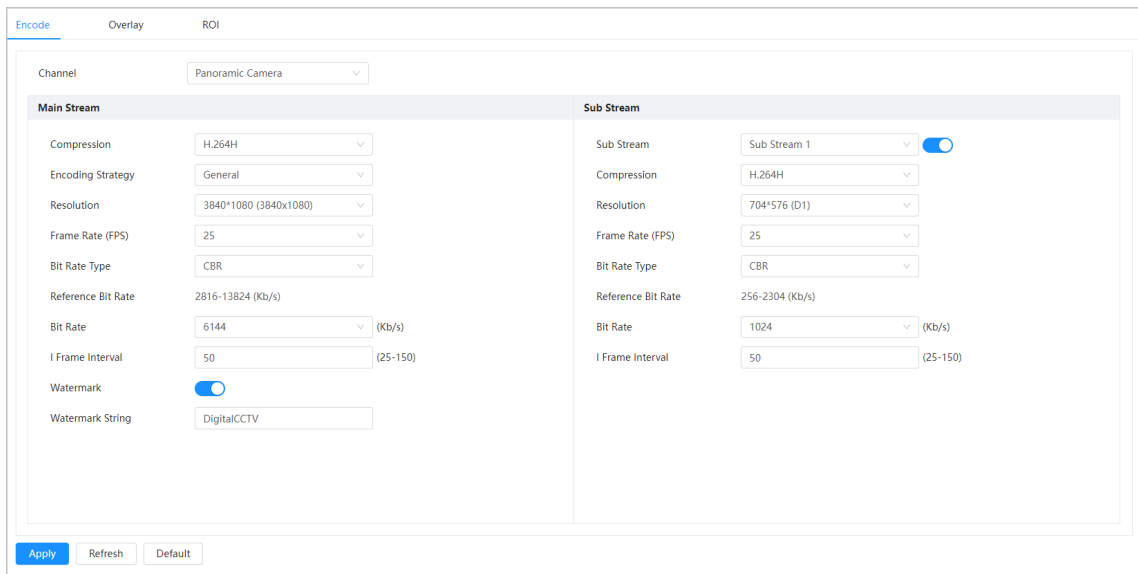 Encode Overlay ROI
Channel Panoramic Camera
Main Stream Sub Stream
Compression H.264H Sub Stream Sub Stream 1
Encoding Strategy General Compression H.264H
Resolution 3840*1080 (3840x1080) Resolution 704*576 (D1)
Frame Rate (FPS) 25 Frame Rate (FPS) 25
Bit Rate Type CBR Bit Rate Type CBR
Reference Bit Rate 2816-13824 (Kb/s) Reference Bit Rate 256-2304 (Kb/s)
Bit Rate 6144 (Kb/s) Bit Rate 1024 (Kb/s)
I Frame Interval 50 (25-150) I Frame Interval 50 (25-150)
Watermark
Watermark String DigitalCCTV
Apply Refresh Default